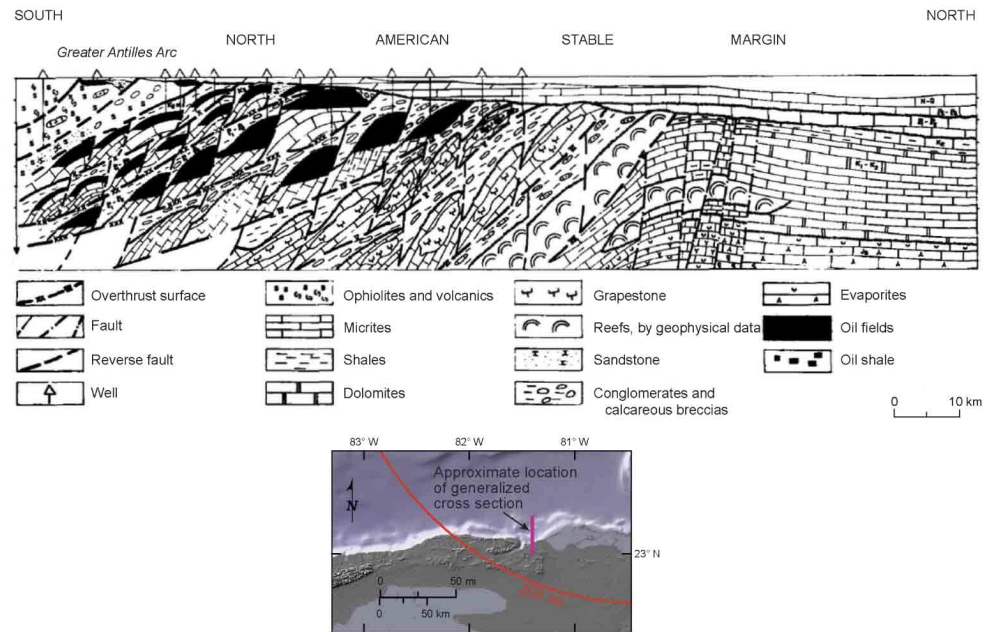 SOUTH
NORTH
Greater Antilles Arc
NORTH AMERICAN STABLE MARGIN
Overthrust surface
Fault
Reverse fault
Well
Ophiolites and volcanics
Micrites
Shales
Dolomites
Grapestone
Reefs, by geophysical data
Sandstone
Conglomerates and
calcareous breccias
Evaporites
Oil fields
Oil shale
0 10 km
83° W 82° W 81° W
Approximate location
of generalized
cross section
N
23° N
0 50 mi
0 50 km